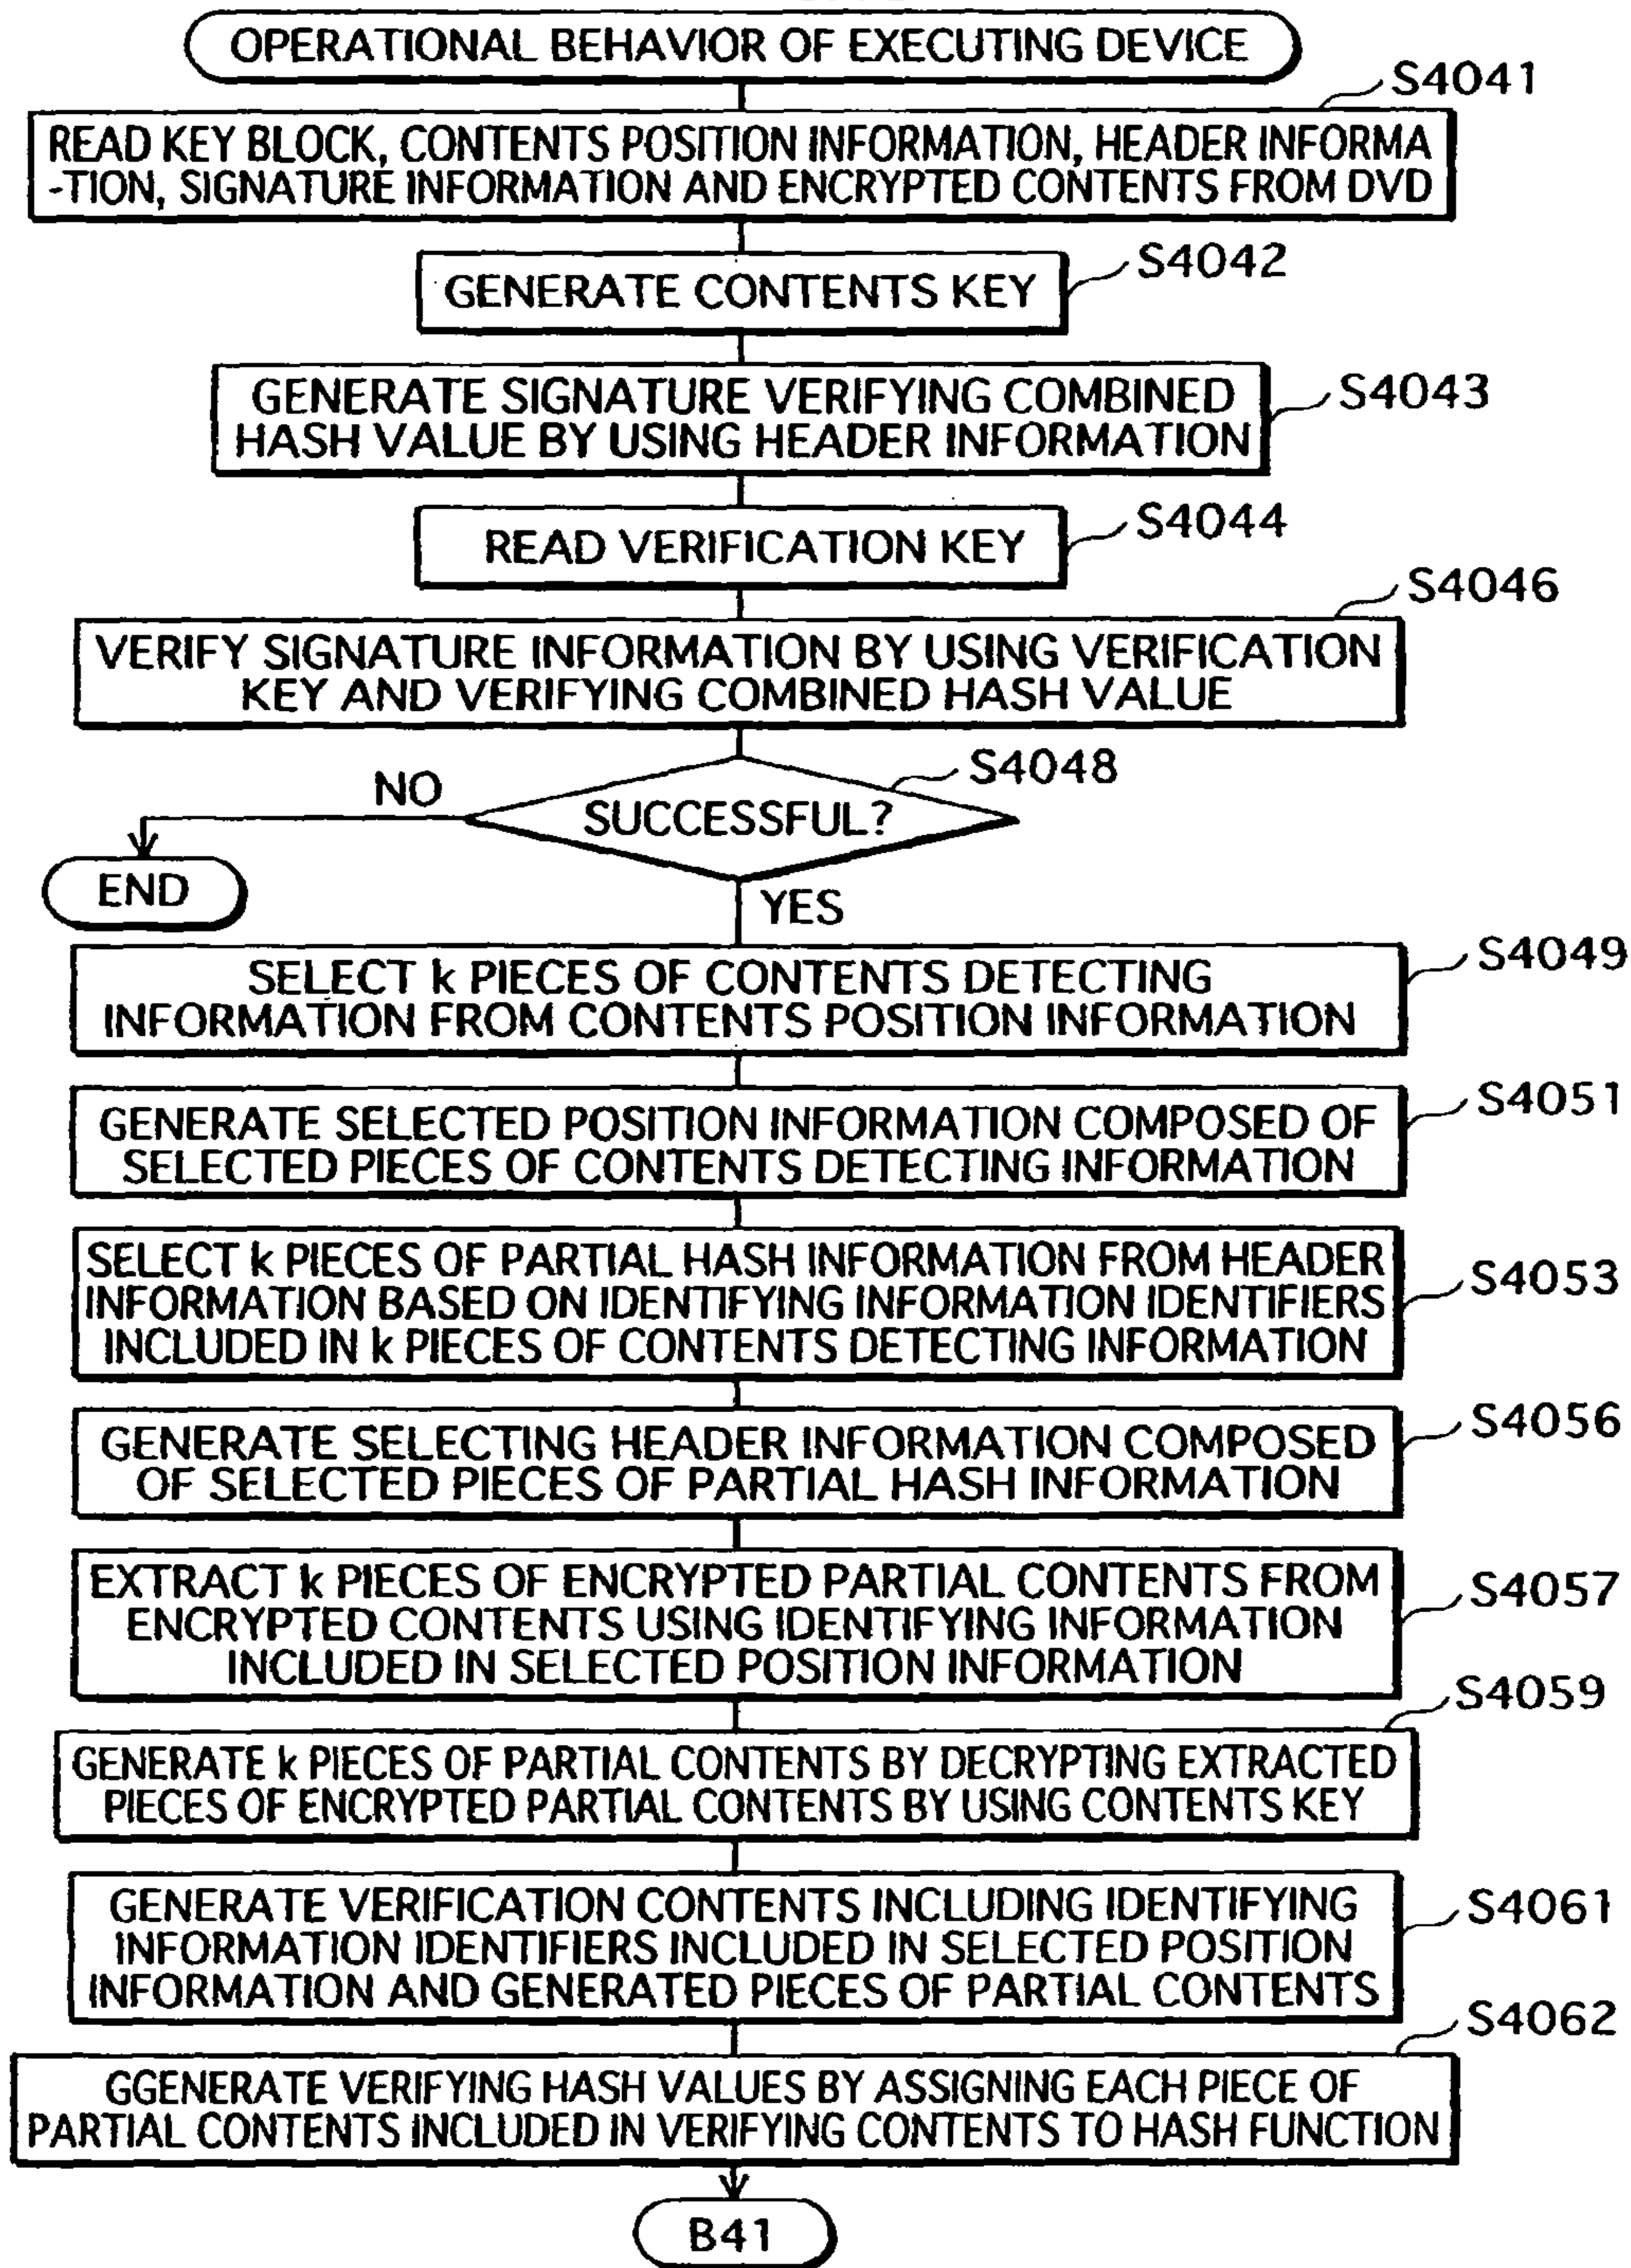 OPERATIONAL BEHAVIOR OF EXECUTING DEVICE
S4041
READ KEY BLOCK, CONTENTS POSITION INFORMATION, HEADER INFORMA
-TION, SIGNATURE INFORMATION AND ENCRYPTED CONTENTS FROM DVD
S4042
GENERATE CONTENTS KEY
S4043
GENERATE SIGNATURE VERIFYING COMBINED
HASH VALUE BY USING HEADER INFORMATION
S4044
READ VERIFICATION KEY
S4046
VERIFY SIGNATURE INFORMATION BY USING VERIFICATION
KEY AND VERIFYING COMBINED HASH VALUE
S4048
NO
SUCCESSFUL?
END
YES
S4049
SELECT k PIECES OF CONTENTS DETECTING
INFORMATION FROM CONTENTS POSITION INFORMATION
S4051
GENERATE SELECTED POSITION INFORMATION COMPOSED OF
SELECTED PIECES OF CONTENTS DETECTING INFORMATION
S4053
SELECT k PIECES OF PARTIAL HASH INFORMATION FROM HEADER
INFORMATION BASED ON IDENTIFYING INFORMATION IDENTIFIERS
INCLUDED IN k PIECES OF CONTENTS DETECTING INFORMATION
S4056
GENERATE SELECTING HEADER INFORMATION COMPOSED
OF SELECTED PIECES OF PARTIAL HASH INFORMATION
S4057
EXTRACT k PIECES OF ENCRYPTED PARTIAL CONTENTS FROM
ENCRYPTED CONTENTS USING IDENTIFYING INFORMATION
INCLUDED IN SELECTED POSITION INFORMATION
S4059
GENERATE k PIECES OF PARTIAL CONTENTS BY DECRYPTING EXTRACTED
PIECES OF ENCRYPTED PARTIAL CONTENTS BY USING CONTENTS KEY
S4061
GENERATE VERIFICATION CONTENTS INCLUDING IDENTIFYING
INFORMATION IDENTIFIERS INCLUDED IN SELECTED POSITION
INFORMATION AND GENERATED PIECES OF PARTIAL CONTENTS
S4062
GGENERATE VERIFYING HASH VALUES BY ASSIGNING EACH PIECE OF
PARTIAL CONTENTS INCLUDED IN VERIFYING CONTENTS TO HASH FUNCTION
B41